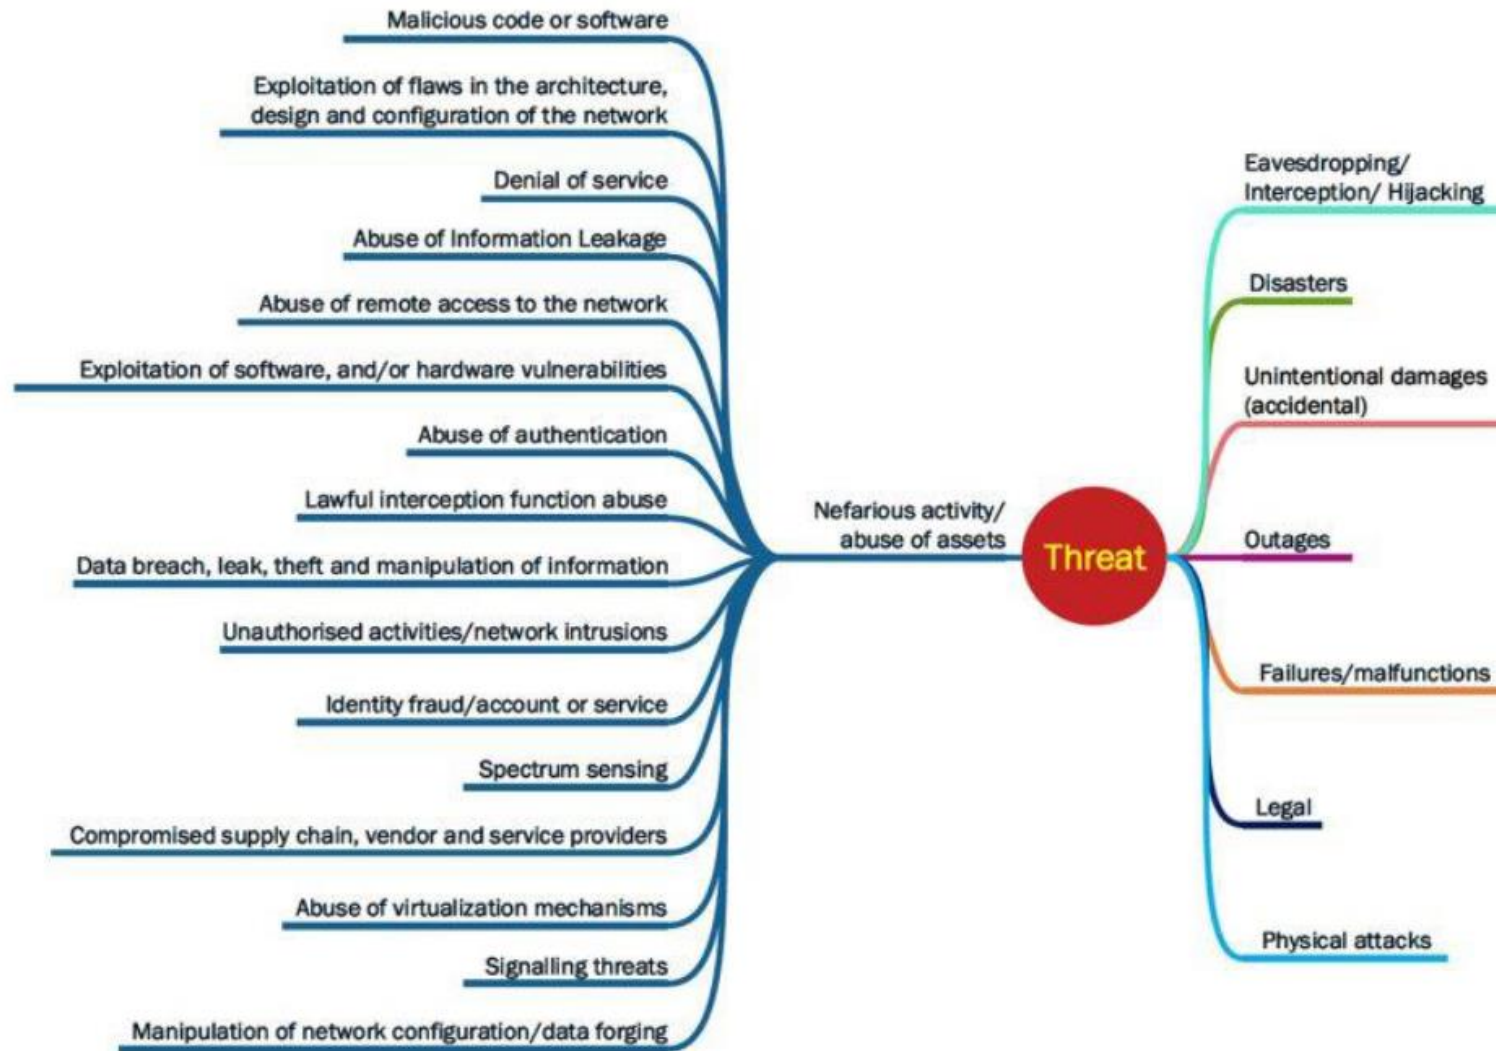 Malicious code or software
Exploitation of flaws in the architecture,
design and configuration of the network
Denial of service
Abuse of Information Leakage
Abuse of remote access to the network
Exploitation of software, and/or hardware vulnerabilities
Abuse of authentication
Lawful interception function abuse
Data breach, leak, theft and manipulation of information
Unauthorised activities/network intrusions
Identity fraud/account or service
Spectrum sensing
Compromised supply chain, vendor and service providers
Abuse of virtualization mechanisms
Signalling threats
Manipulation of network configuration/data forging
Nefarious activity/
abuse of assets
Threat
Eavesdropping/
Interception/ Hijacking
Disasters
Unintentional damages
(accidental)
Outages
Failures/malfunctions
Legal
Physical attacks